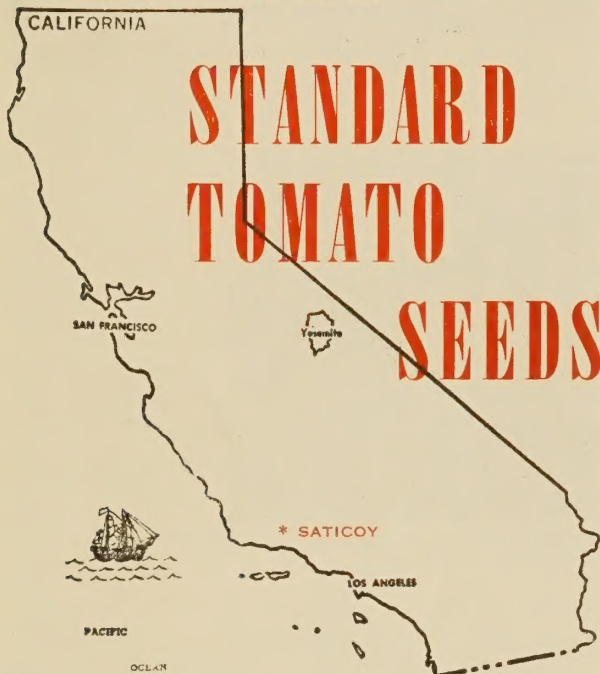 CALIFORNIA
STANDARD
TOMATO
SEEDS
SAN FRANCISCO
Yosemite
* SATICOY
LOS ANGELES
PACIFIC
OCEAN